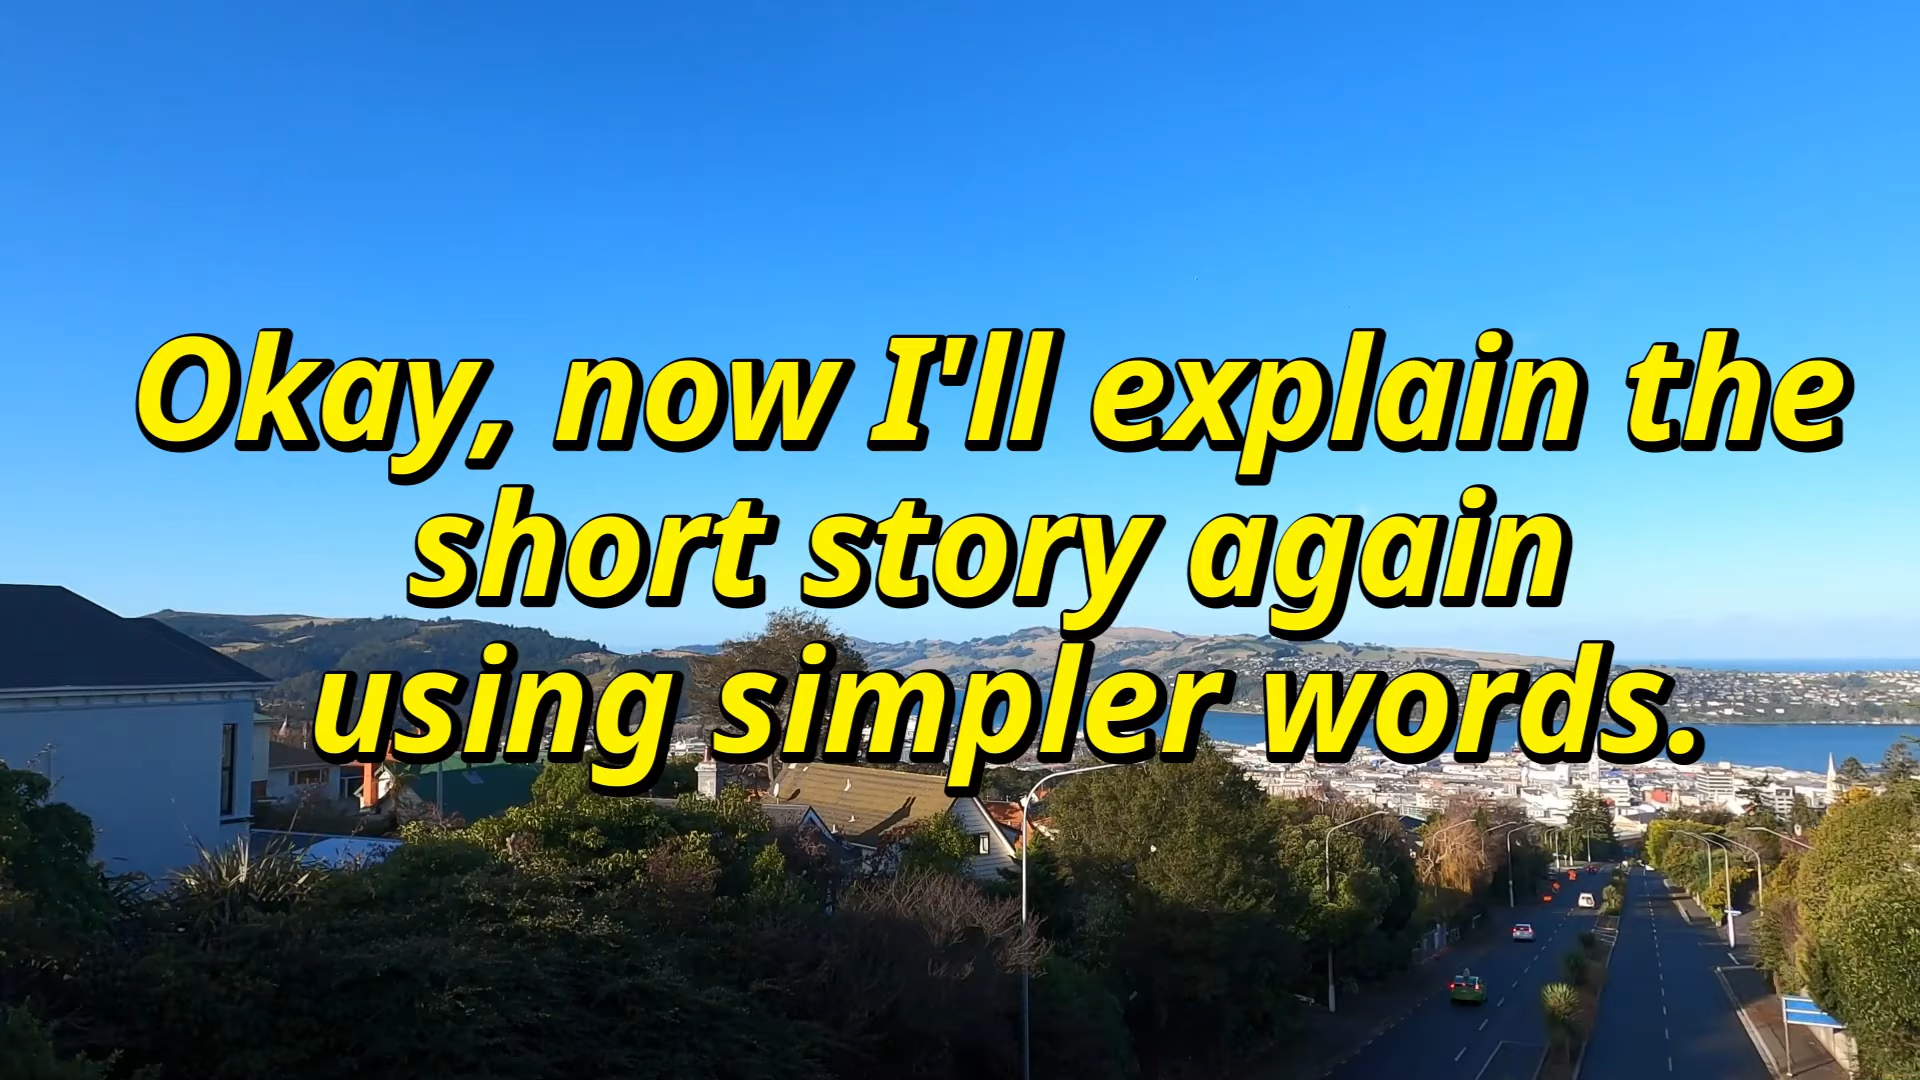 Okay, now I'll explain the
short story again
using simpler words.